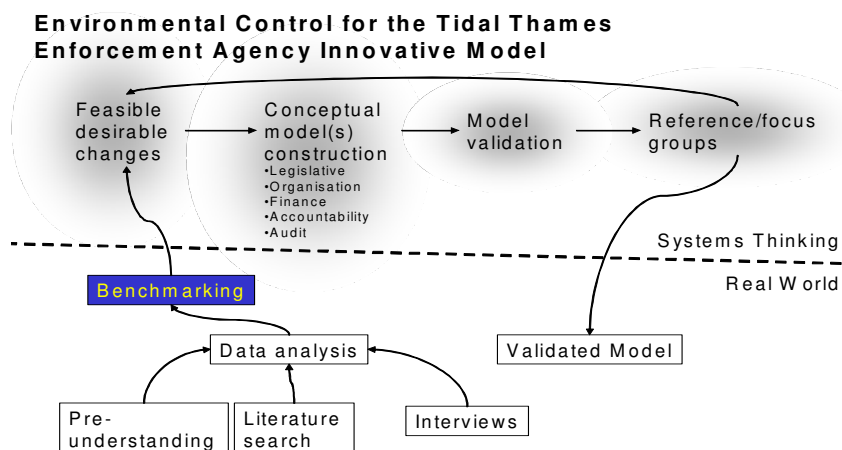 Environmental Control for the Tidal Thames
Enforcement Agency Innovative Model
Feasible
desirable
changes
Conceptual
model(s)
construction
•Legislative
•Organisation
•Finance
•Accountability
•Audit
Model
validation
Reference/focus
groups
Systems Thinking
Real World
Benchmarking
Data analysis
Validated Model
Pre-
understanding
Literature
search
Interviews